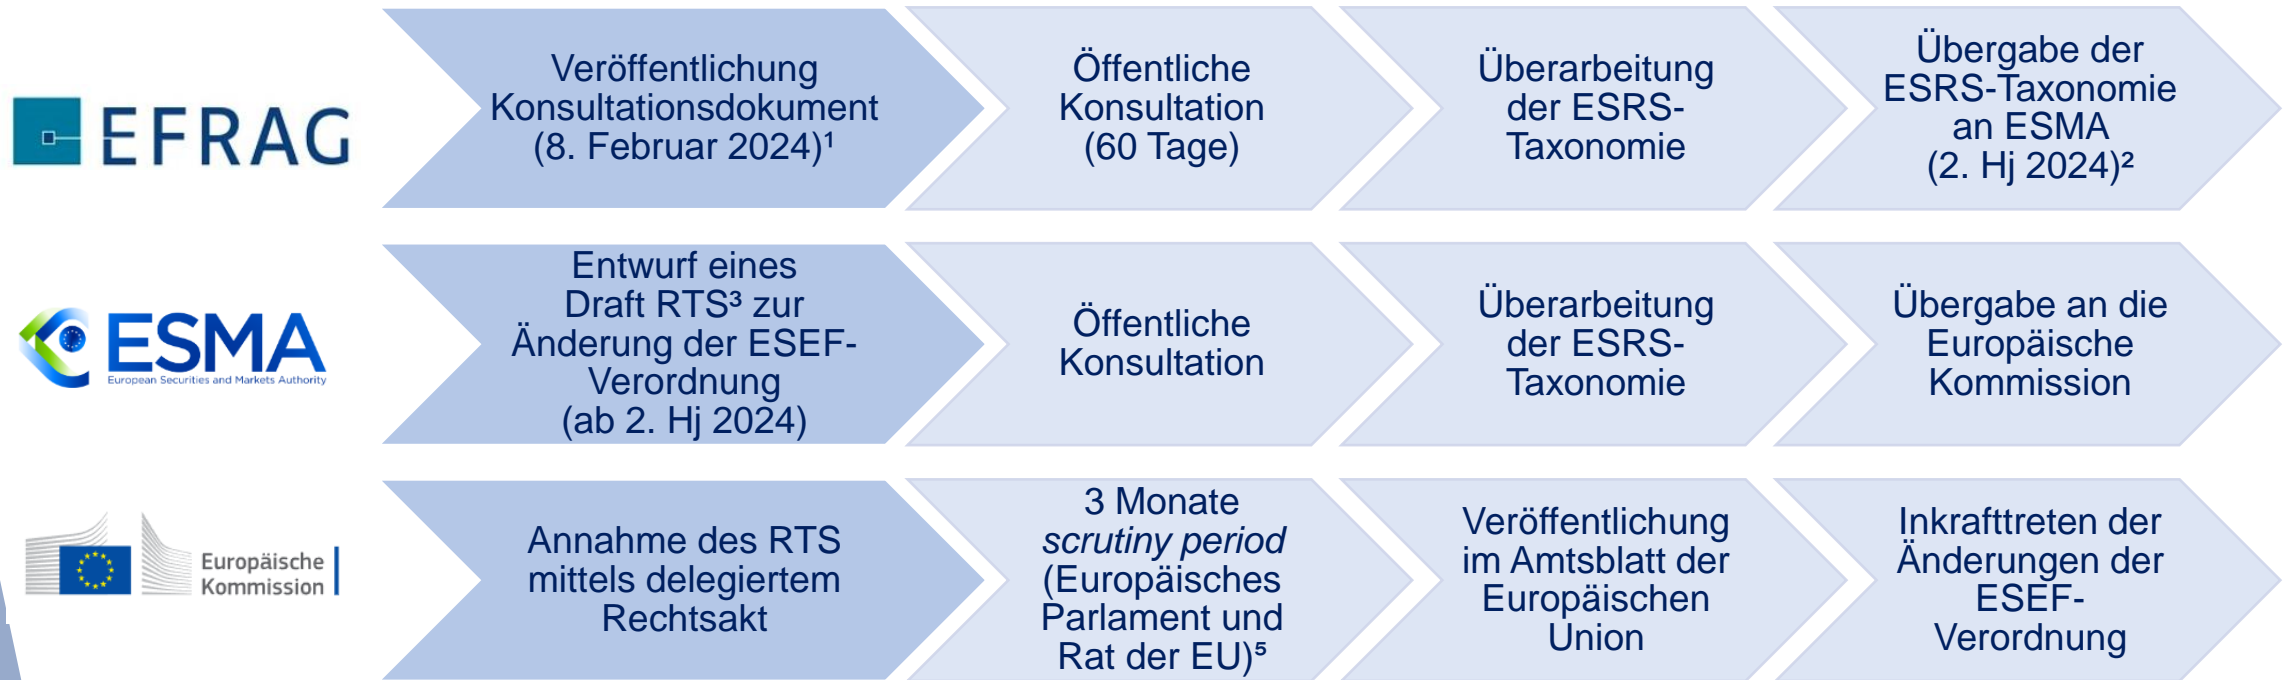 EFRAG
Veröffentlichung
Konsultationsdokument
(8. Februar 2024)¹
Öffentliche
Konsultation
(60 Tage)
Überarbeitung
der ESRS-
Taxonomie
Übergabe der
ESRS-Taxonomie
an ESMA
(2. Hj 2024)²
ESMA
European Securities and Markets Authority
Entwurf eines
Draft RTS³ zur
Änderung der ESEF-
Verordnung
(ab 2. Hj 2024)
Öffentliche
Konsultation
Überarbeitung
der ESRS-
Taxonomie
Übergabe an die
Europäische
Kommission
Europäische
Kommission
Annahme des RTS
mittels delegiertem
Rechtsakt
3 Monate
scrutiny period
(Europäisches
Parlament und
Rat der EU)⁵
Veröffentlichung
im Amtsblatt der
Europäischen
Union
Inkrafttreten der
Änderungen der
ESEF-
Verordnung